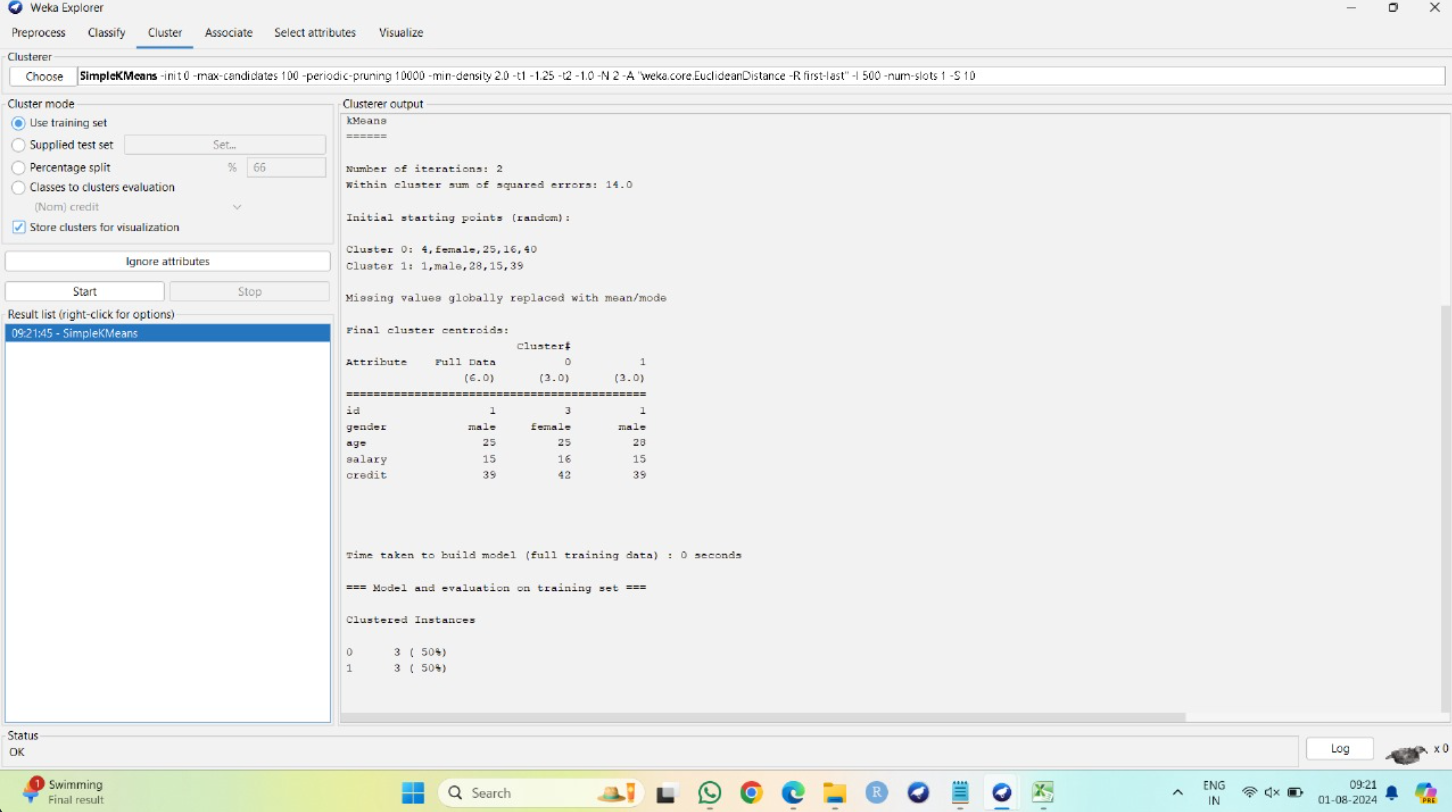 Weka Explorer
Preprocess Classify Cluster Associate Select attributes Visualize
Clusterer
Choose SimpleKMeans -init 0 -max-candidates 100 -periodic-pruning 10000 -min-density 2.0 -t1 -1.25 -t2 -1.0 -N 2 -A "weka.core.EuclideanDistance -R first-last" -I 500 -num-slots 1 -S 10
Cluster mode
Use training set
Supplied test set Set...
Percentage split % 66
Classes to clusters evaluation
(Nom) credit
Store clusters for visualization
Ignore attributes
Start Stop
Result list (right-click for options)
09:21:45 - SimpleKMeans
Clusterer output
kMeans
======
Number of iterations: 2
Within cluster sum of squared errors: 14.0
Initial starting points (random):
Cluster 0: 4,female,25,16,40
Cluster 1: 1,male,28,15,39
Missing values globally replaced with mean/mode
Final cluster centroids:
Cluster#
Attribute Full Data 0 1
(6.0) (3.0) (3.0)
============================================
id 1 3 1
gender male female male
age 25 25 28
salary 15 16 15
credit 39 42 39
Time taken to build model (full training data) : 0 seconds
=== Model and evaluation on training set ===
Clustered Instances
0 3 ( 50%)
1 3 ( 50%)
Status
OK
Log x 0
1 Swimming
Final result
Search
R
ENG
IN
09:21
01-08-2024
PRE